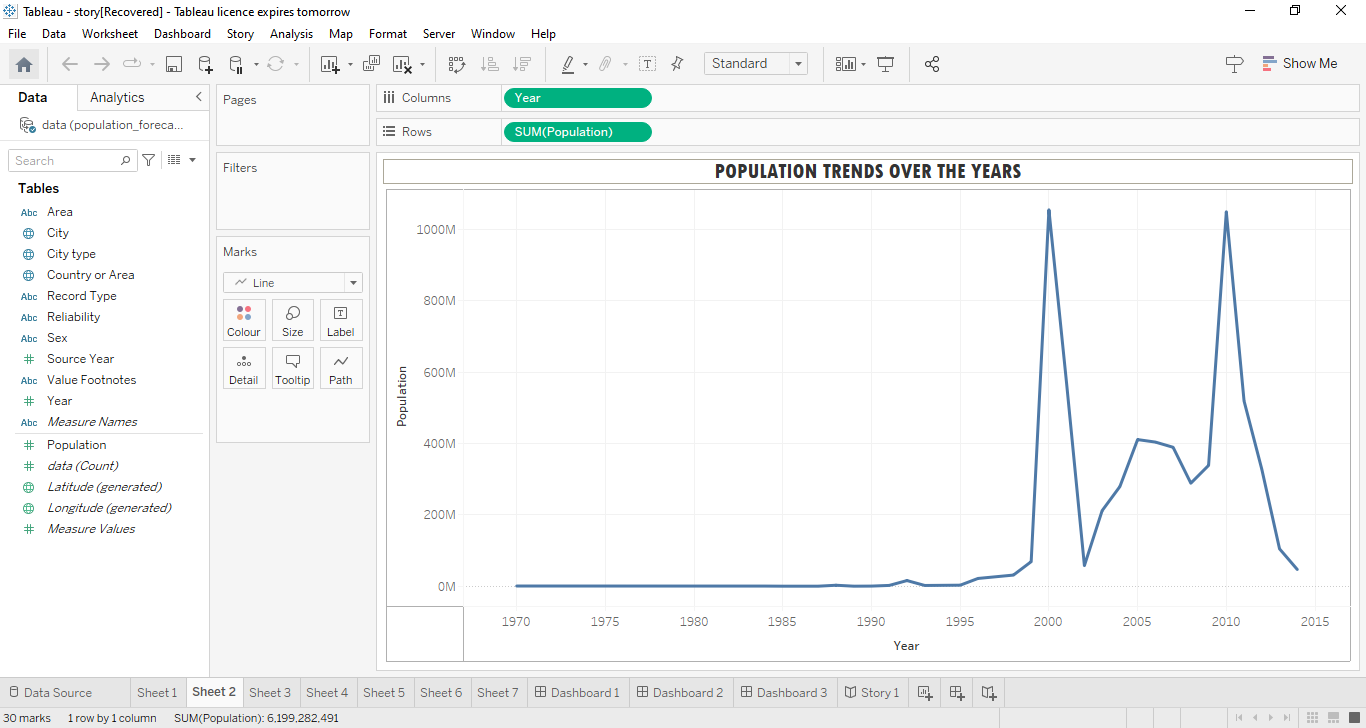 Tableau - story[Recovered] - Tableau licence expires tomorrow
File Data Worksheet Dashboard Story Analysis Map Format Server Window Help
Standard
Show Me
Data Analytics
data (population_foreca...
Search
Tables
Abc Area
City
City type
Country or Area
Abc Record Type
Abc Reliability
Abc Sex
Source Year
Abc Value Footnotes
Year
Abc Measure Names
Population
data (Count)
Latitude (generated)
Longitude (generated)
Measure Values
Pages
Filters
Marks
Line
Colour Size Label
Detail Tooltip Path
Columns Year
Rows SUM(Population)
POPULATION TRENDS OVER THE YEARS
1000M
800M
600M
400M
200M
0M
Population
1970 1975 1980 1985 1990 1995 2000 2005 2010 2015
Year
Data Source Sheet 1 Sheet 2 Sheet 3 Sheet 4 Sheet 5 Sheet 6 Sheet 7 Dashboard 1 Dashboard 2 Dashboard 3 Story 1
30 marks 1 row by 1 column SUM(Population): 6,199,282,491